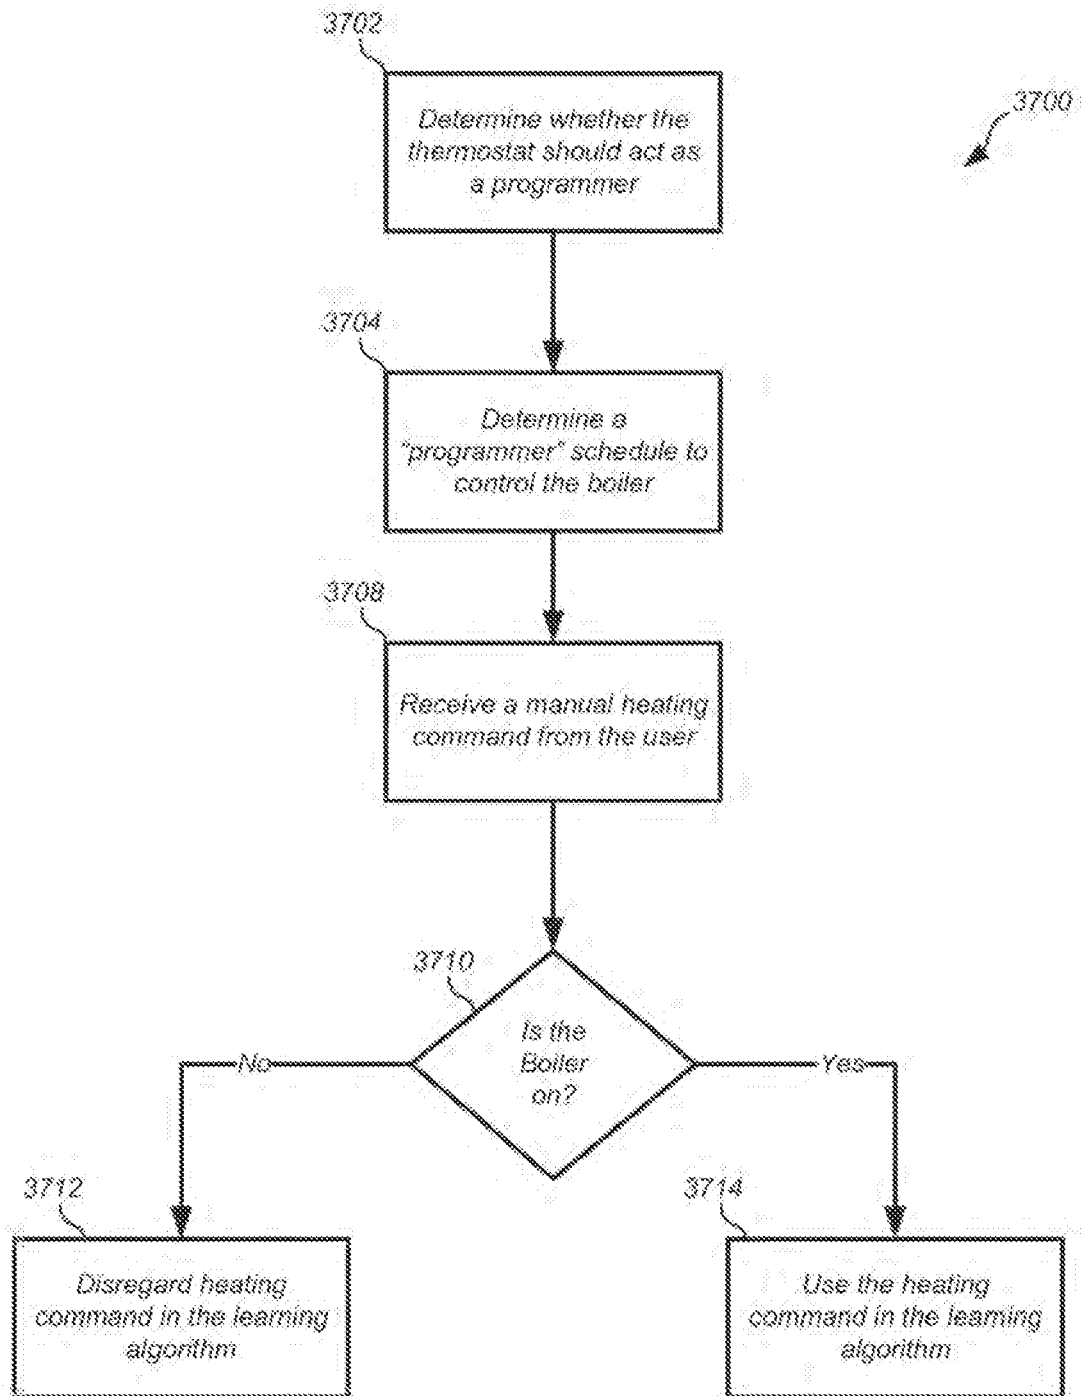 3702
3700
Determine whether the
thermostat should act as
a programmer
3704
Determine a
"programmer" schedule to
control the boiler
3708
Receive a manual heating
command from the user
3710
Is the
Boiler
on?
No
Yes
3712
3714
Disregard heating
command in the learning
algorithm
Use the heating
command in the learning
algorithm